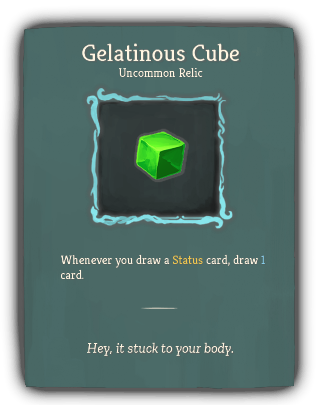 Gelatinous Cube
Uncommon Relic
Whenever you draw a Status card, draw 1
card.
Hey, it stuck to your body.